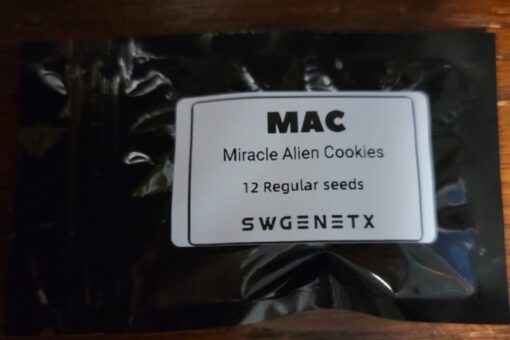 MAC
Miracle Alien Cookies
12 Regular seeds
SWGENETX